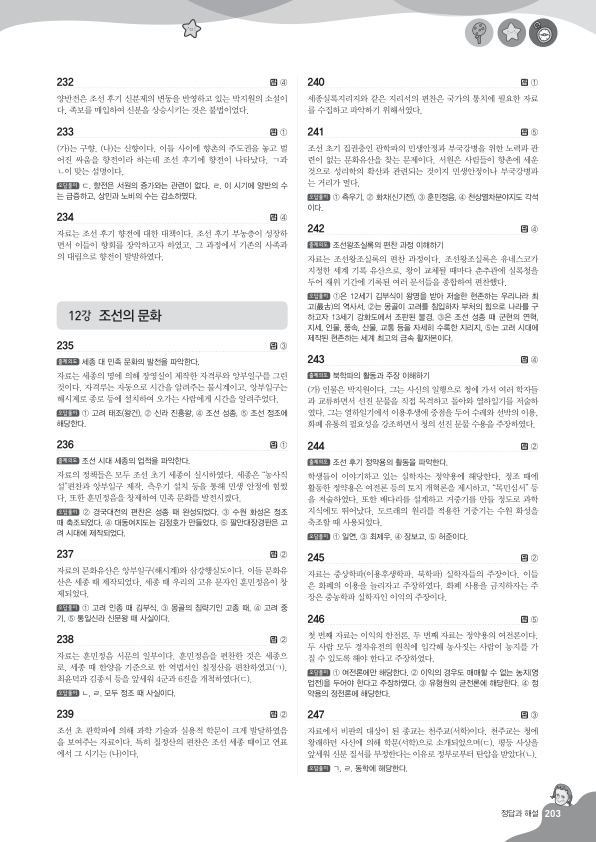 232 답 ④
양반전은 조선 후기 신분제의 변동을 반영하고 있는 박지원의 소설이
다. 족보를 매입하여 신분을 상승시키는 것은 불법이었다.
233 답 ①
(가)는 구향, (나)는 신향이다. 이들 사이에 향촌의 주도권을 놓고 벌
어진 싸움을 향전이라 하는데 조선 후기에 향전이 나타났다. ㄱ과
ㄴ이 맞는 설명이다.
오답풀이 ㄷ. 향전은 서원의 증가와는 관련이 없다. ㄹ. 이 시기에 양반의 수
는 급증하고, 상민과 노비의 수는 감소하였다.
234 답 ④
자료는 조선 후기 향전에 대한 대책이다. 조선 후기 부농층이 성장하
면서 이들이 향회를 장악하고자 하였고, 그 과정에서 기존의 사족과
의 대립으로 향전이 발발하였다.
12강 조선의 문화
235 답 ③
출제의도 세종 대 민족 문화의 발전을 파악한다.
자료는 세종의 명에 의해 장영실이 제작한 자격루와 앙부일구를 그린
것이다. 자격루는 자동으로 시간을 알려주는 물시계이고, 앙부일구는
해시계로 종로 등에 설치하여 오가는 사람에게 시간을 알려주었다.
오답풀이 ① 고려 태조(왕건), ② 신라 진흥왕, ④ 조선 성종, ⑤ 조선 정조에
해당한다.
236 답 ①
출제의도 조선 시대 세종의 업적을 파악한다.
자료의 정책들은 모두 조선 초기 세종이 실시하였다. 세종은 “농사직
설”편찬과 앙부일구 제작, 측우기 설치 등을 통해 민생 안정에 힘썼
다. 또한 훈민정음을 창제하여 민족 문화를 발전시켰다.
오답풀이 ② 경국대전의 편찬은 성종 때 완성되었다. ③ 수원 화성은 정조
때 축조되었다. ④ 대동여지도는 김정호가 만들었다. ⑤ 팔만대장경판은 고
려 시대에 제작되었다.
237 답 ②
자료의 문화유산은 앙부일구(해시계)와 삼강행실도이다. 이들 문화유
산은 세종 때 제작되었다. 세종 때 우리의 고유 문자인 훈민정음이 창
제되었다.
오답풀이 ① 고려 인종 때 김부식, ③ 몽골의 침략기인 고종 때, ④ 고려 중
기, ⑤ 통일신라 신문왕 때 사실이다.
238 답 ②
자료는 훈민정음 서문의 일부이다. 훈민정음을 편찬한 것은 세종으
로, 세종 때 한양을 기준으로 한 역법서인 칠정산을 편찬하였고(ㄱ),
최윤덕과 김종서 등을 앞세워 4군과 6진을 개척하였다(ㄷ).
오답풀이 ㄴ, ㄹ. 모두 정조 때 사실이다.
239 답 ②
조선 초 관학파에 의해 과학 기술과 실용적 학문이 크게 발달하였음
을 보여주는 자료이다. 특히 칠정산의 편찬은 조선 세종 때이고 연표
에서 그 시기는 (나)이다.
240 답 ①
세종실록지리지와 같은 지리서의 편찬은 국가의 통치에 필요한 자료
를 수집하고 파악하기 위해서였다.
241 답 ⑤
조선 초기 집권층인 관학파의 민생안정과 부국강병을 위한 노력과 관
련이 없는 문화유산을 찾는 문제이다. 서원은 사림들이 향촌에 세운
것으로 성리학의 확산과 관련되는 것이지 민생안정이나 부국강병과
는 거리가 멀다.
오답풀이 ① 측우기, ② 화차(신기전), ③ 훈민정음, ④ 천상열차분야지도 각석
이다.
242 답 ④
출제의도 조선왕조실록의 편찬 과정 이해하기
자료는 조선왕조실록의 편찬 과정이다. 조선왕조실록은 유네스코가
지정한 세계 기록 유산으로, 왕이 교체될 때마다 춘추관에 실록청을
두어 재위 기간에 기록된 여러 문서들을 종합하여 편찬했다.
오답풀이 ①은 12세기 김부식이 왕명을 받아 저술한 현존하는 우리나라 최
고(最古)의 역사서, ②는 몽골이 고려를 침입하자 부처의 힘으로 나라를 구
하고자 13세기 강화도에서 조판된 불경, ③은 조선 성종 때 군현의 연혁,
지세, 인물, 풍속, 산물, 교통 등을 자세히 수록한 지리지, ⑤는 고려 시대에
제작된 현존하는 세계 최고의 금속 활자본이다.
243 답 ④
출제의도 북학파의 활동과 주장 이해하기
(가) 인물은 박지원이다. 그는 사신의 일행으로 청에 가서 여러 학자들
과 교류하면서 선진 문물을 직접 목격하고 돌아와 열하일기를 저술하
였다. 그는 열하일기에서 이용후생에 중점을 두어 수레와 선박의 이용,
화폐 유통의 필요성을 강조하면서 청의 선진 문물 수용을 주장하였다.
244 답 ②
출제의도 조선 후기 정약용의 활동을 파악한다.
학생들이 이야기하고 있는 실학자는 정약용에 해당한다. 정조 때에
활동한 정약용은 여전론 등의 토지 개혁론을 제시하고, “목민심서” 등
을 저술하였다. 또한 배다리를 설계하고 거중기를 만들 정도로 과학
지식에도 뛰어났다. 도르래의 원리를 적용한 거중기는 수원 화성을
축조할 때 사용되었다.
오답풀이 ① 일연, ③ 최제우, ④ 장보고, ⑤ 허준이다.
245 답 ②
자료는 중상학파(이용후생학파, 북학파) 실학자들의 주장이다. 이들
은 화폐의 이용을 늘리자고 주장하였다. 화폐 사용을 금지하자는 주
장은 중농학파 실학자인 이익의 주장이다.
246 답 ⑤
첫 번째 자료는 이익의 한전론, 두 번째 자료는 정약용의 여전론이다.
두 사람 모두 경자유전의 원칙에 입각해 농사짓는 사람이 농지를 가
질 수 있도록 해야 한다고 주장하였다.
오답풀이 ① 여전론에만 해당한다. ② 이익의 경우도 매매할 수 없는 농지(영
업전)을 두어야 한다고 주장하였다. ③ 유형원의 균전론에 해당한다. ④ 정
약용의 정전론에 해당한다.
247 답 ③
자료에서 비판의 대상이 된 종교는 천주교(서학)이다. 천주교는 청에
왕래하던 사신에 의해 학문(서학)으로 소개되었으며(ㄷ), 평등 사상을
앞세워 신분 질서를 부정한다는 이유로 정부로부터 탄압을 받았다(ㄴ).
오답풀이 ㄱ, ㄹ. 동학에 해당한다.
정답과 해설 203